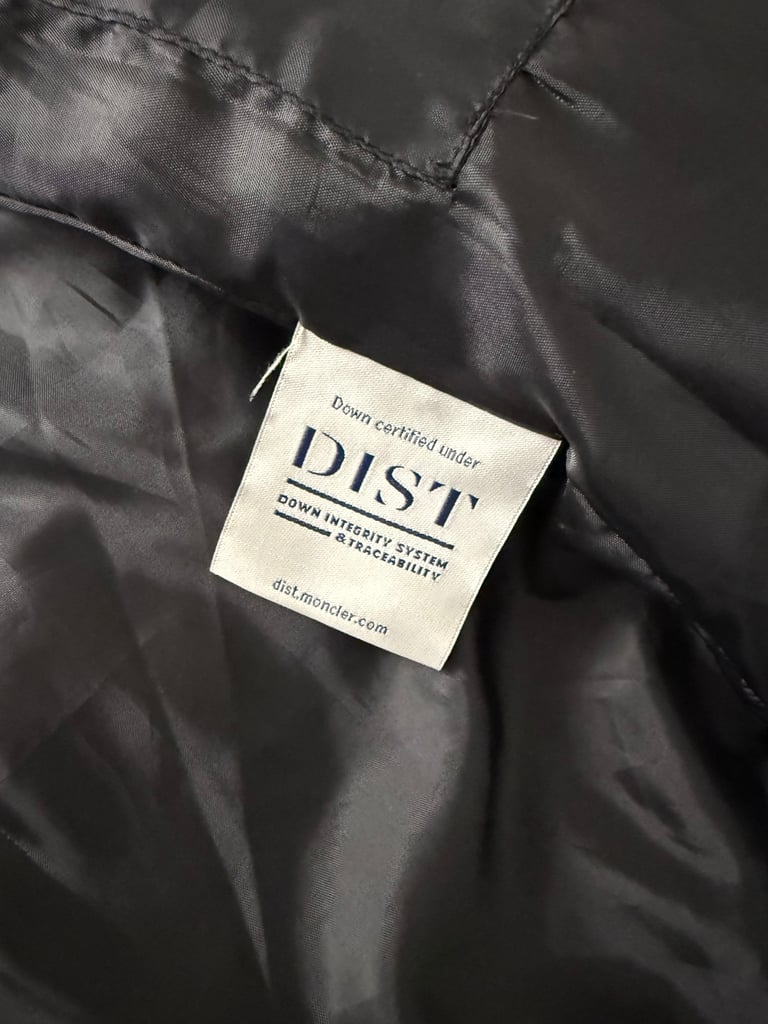 Down certified under
DIST
DOWN INTEGRITY SYSTEM
& TRACEABILITY
dist.moncler.com